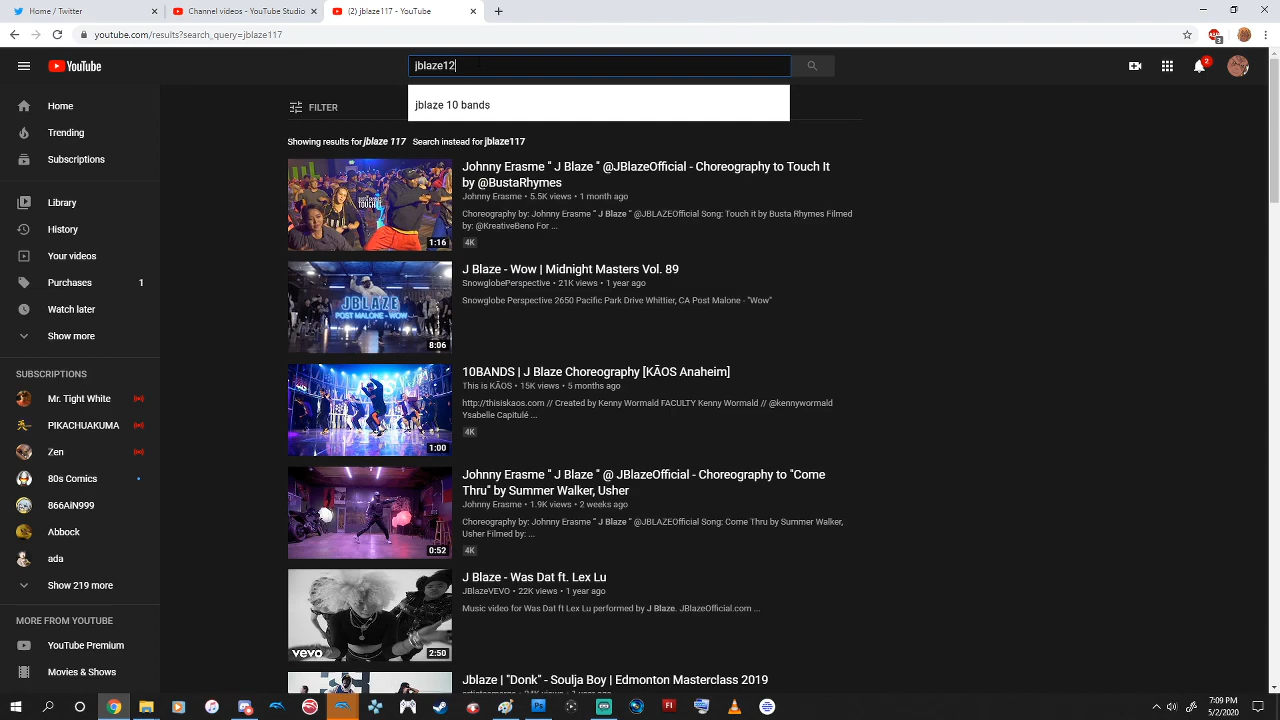 Home / Twitter
(2) YouTube Studio
(2) jblaze117 - YouTube
youtube.com/results?search_query=jblaze117
3
YouTube
jblaze12
2
jblaze 10 bands
Home
Trending
Subscriptions
Library
History
Your videos
Purchases 1
Watch later
Show more
SUBSCRIPTIONS
Mr. Tight White
PIKACHUAKUMA
Zen
80s Comics
866AiN999
Abbock
ada
Show 219 more
MORE FROM YOUTUBE
YouTube Premium
Movies & Shows
FILTER
Showing results for jblaze 117 Search instead for jblaze117
TOUCH
1:16
Johnny Erasme " J Blaze " @JBlazeOfficial - Choreography to Touch It
by @BustaRhymes
Johnny Erasme • 5.5K views • 1 month ago
Choreography by: Johnny Erasme " J Blaze " @JBLAZEOfficial Song: Touch it by Busta Rhymes Filmed
by: @KreativeBeno For ...
4K
JBLAZE
POST MALONE - WOW
8:06
J Blaze - Wow | Midnight Masters Vol. 89
SnowglobePerspective • 21K views • 1 year ago
Snowglobe Perspective 2650 Pacific Park Drive Whittier, CA Post Malone - "Wow"
1:00
10BANDS | J Blaze Choreography [KĀOS Anaheim]
This is KĀOS • 15K views • 5 months ago
http://thisiskaos.com // Created by Kenny Wormald FACULTY Kenny Wormald // @kennywormald
Ysabelle Capitulé ...
4K
0:52
Johnny Erasme " J Blaze " @ JBlazeOfficial - Choreography to "Come
Thru" by Summer Walker, Usher
Johnny Erasme • 1.9K views • 2 weeks ago
Choreography by: Johnny Erasme " J Blaze " @JBLAZEOfficial Song: Come Thru by Summer Walker,
Usher Filmed by: ...
4K
vevo
2:50
J Blaze - Was Dat ft. Lex Lu
JBlazeVEVO • 22K views • 1 year ago
Music video for Was Dat ft Lex Lu performed by J Blaze. JBlazeOfficial.com ...
Jblaze | "Donk" - Soulja Boy | Edmonton Masterclass 2019
Ps
Fl
7:09 PM
5/2/2020